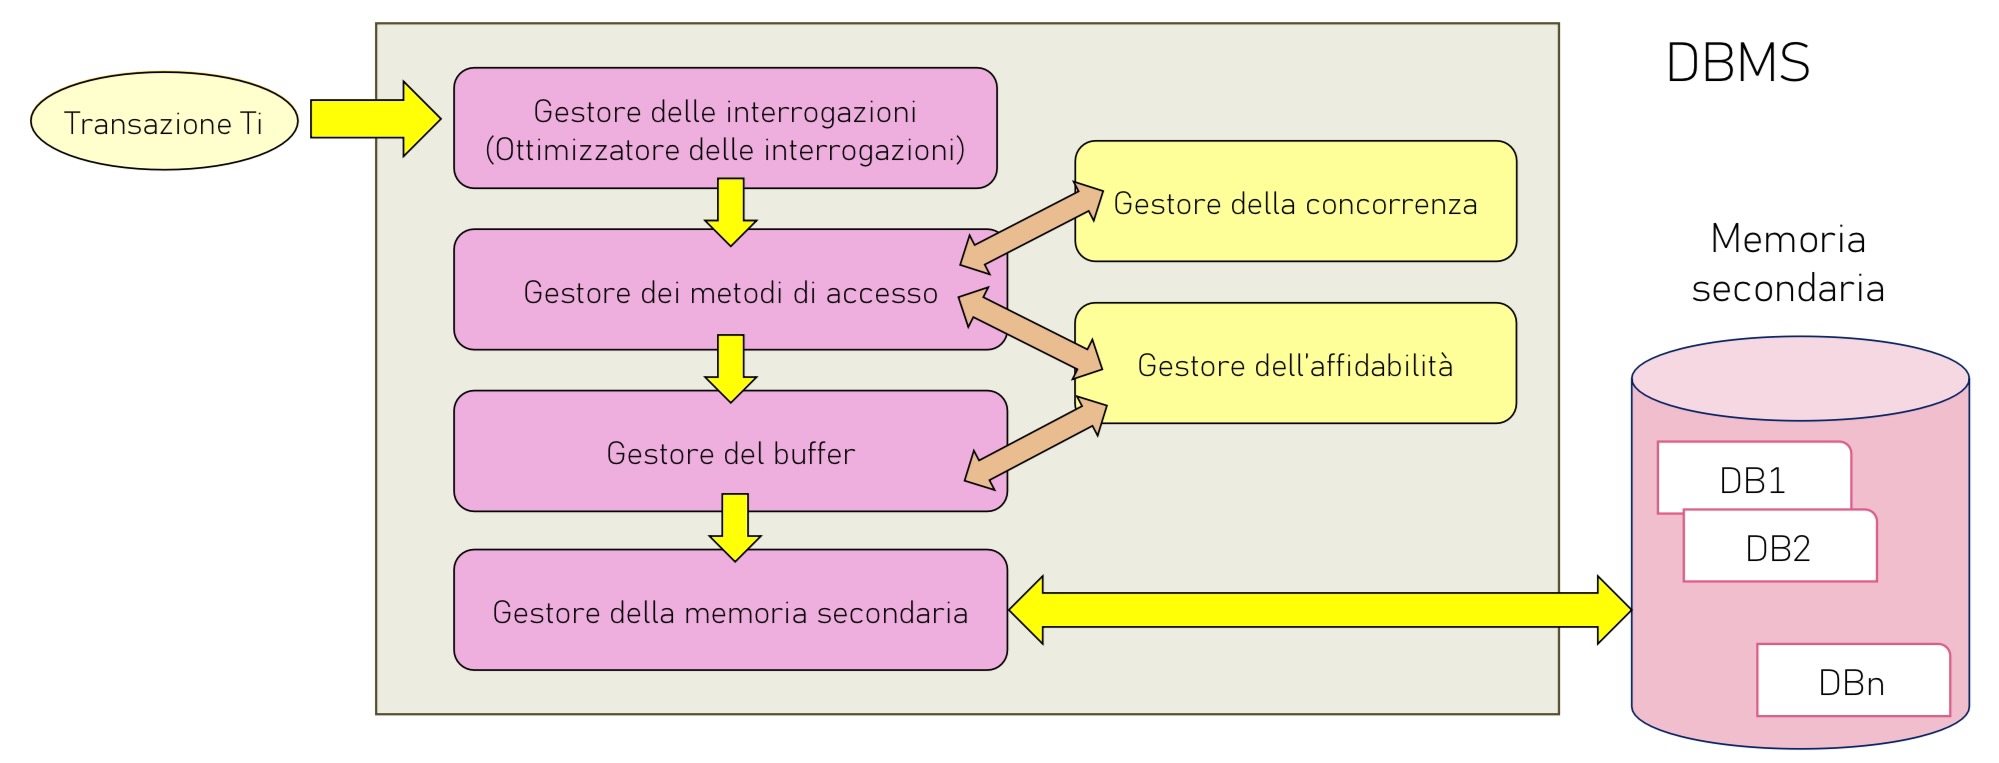 DBMS
Transazione Ti
Gestore delle interrogazioni
(Ottimizzatore delle interrogazioni)
Gestore della concorrenza
Gestore dei metodi di accesso
Gestore dell'affidabilità
Gestore del buffer
Gestore della memoria secondaria
Memoria
secondaria
DB1
DB2
DBn